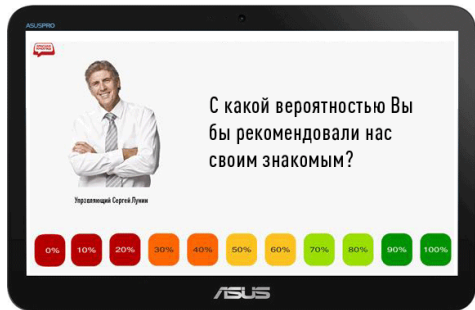 ASUSPRO
С какой вероятностью Вы
бы рекомендовали нас
своим знакомым?
Управляющий Сергей Лунин
0% 10% 20% 30% 40% 50% 60% 70% 80% 90% 100%
ASUS